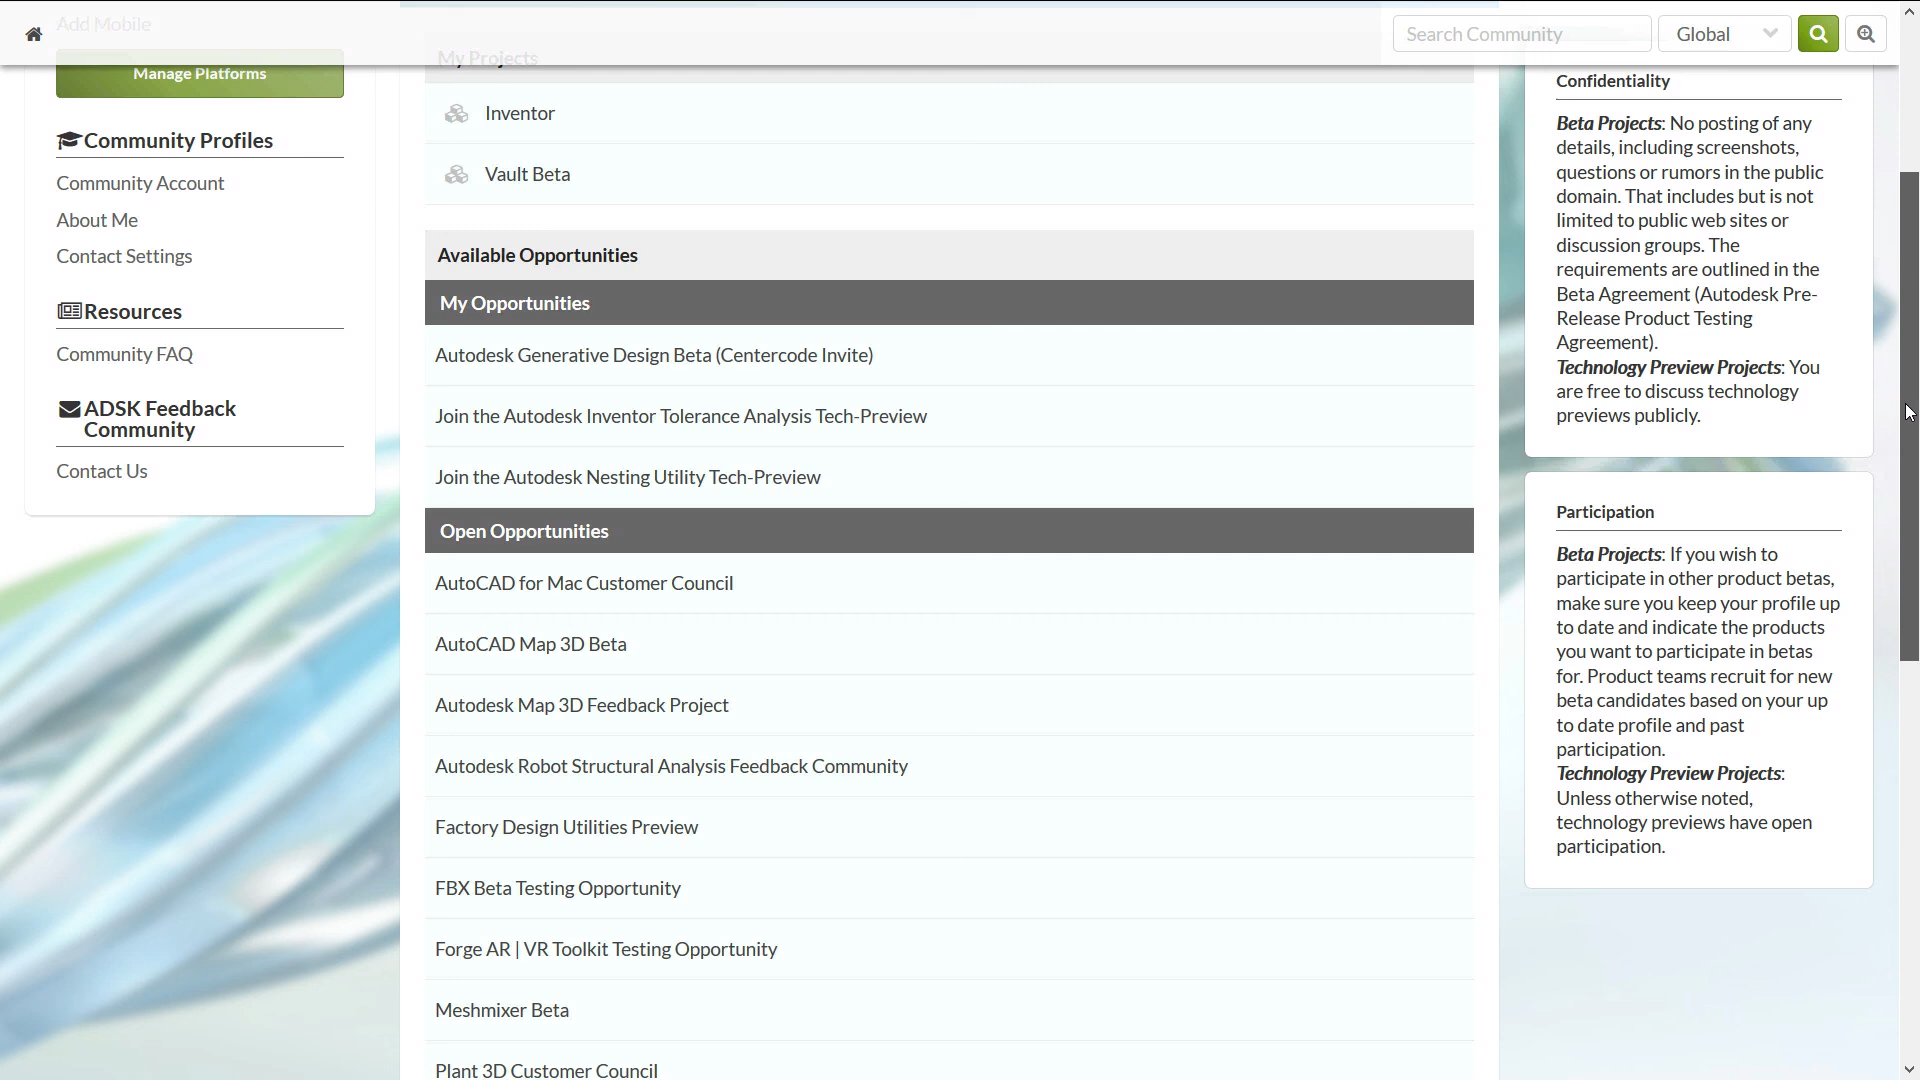 Add Mobile
Search Community
Global
Manage Platforms
Community Profiles
Community Account
About Me
Contact Settings
Resources
Community FAQ
ADSK Feedback
Community
Contact Us
My Projects
Inventor
Vault Beta
Available Opportunities
My Opportunities
Autodesk Generative Design Beta (Centercode Invite)
Join the Autodesk Inventor Tolerance Analysis Tech-Preview
Join the Autodesk Nesting Utility Tech-Preview
Open Opportunities
AutoCAD for Mac Customer Council
AutoCAD Map 3D Beta
Autodesk Map 3D Feedback Project
Autodesk Robot Structural Analysis Feedback Community
Factory Design Utilities Preview
FBX Beta Testing Opportunity
Forge AR | VR Toolkit Testing Opportunity
Meshmixer Beta
Plant 3D Customer Council
Confidentiality
Beta Projects: No posting of any
details, including screenshots,
questions or rumors in the public
domain. That includes but is not
limited to public web sites or
discussion groups. The
requirements are outlined in the
Beta Agreement (Autodesk Pre-
Release Product Testing
Agreement).
Technology Preview Projects: You
are free to discuss technology
previews publicly.
Participation
Beta Projects: If you wish to
participate in other product betas,
make sure you keep your profile up
to date and indicate the products
you want to participate in betas
for. Product teams recruit for new
beta candidates based on your up
to date profile and past
participation.
Technology Preview Projects:
Unless otherwise noted,
technology previews have open
participation.